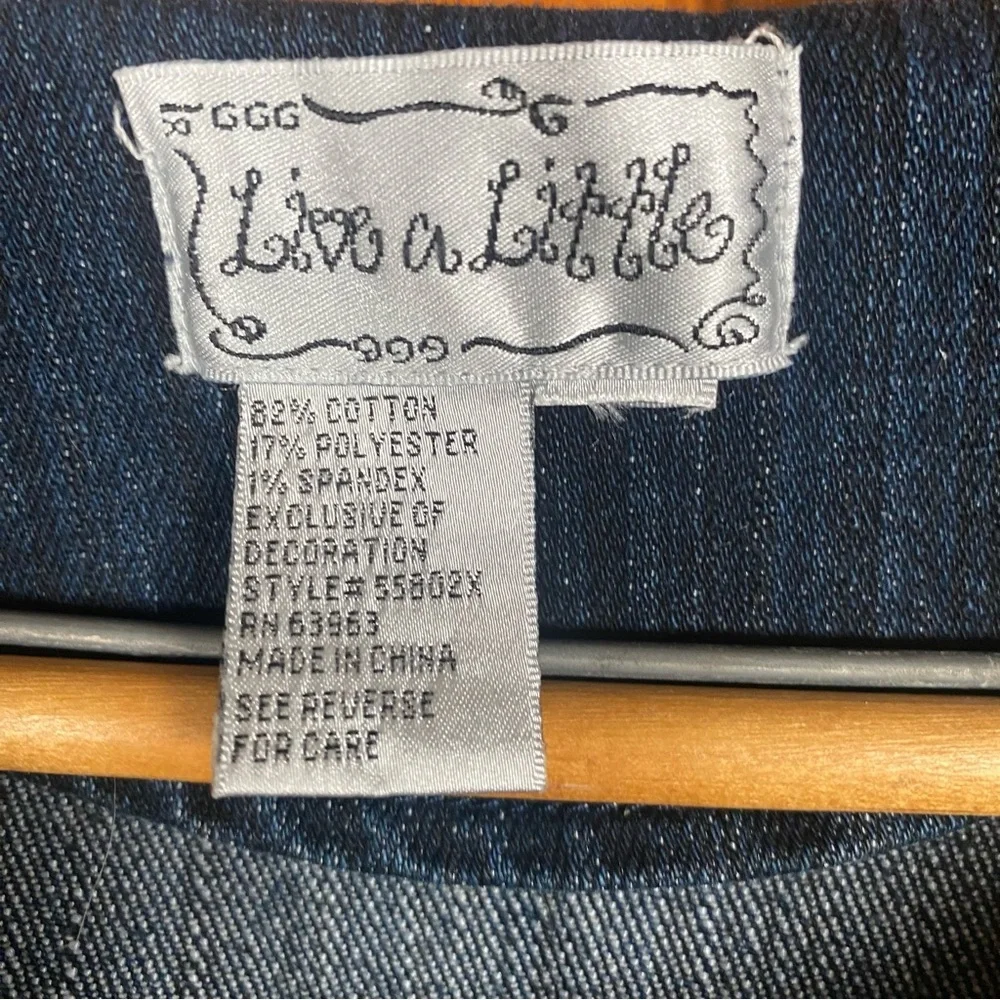 Live a Little
82% COTTON
17% POLYESTER
1% SPANDEX
EXCLUSIVE OF
DECORATION
STYLE# 55802X
RN 63963
MADE IN CHINA
SEE REVERSE
FOR CARE